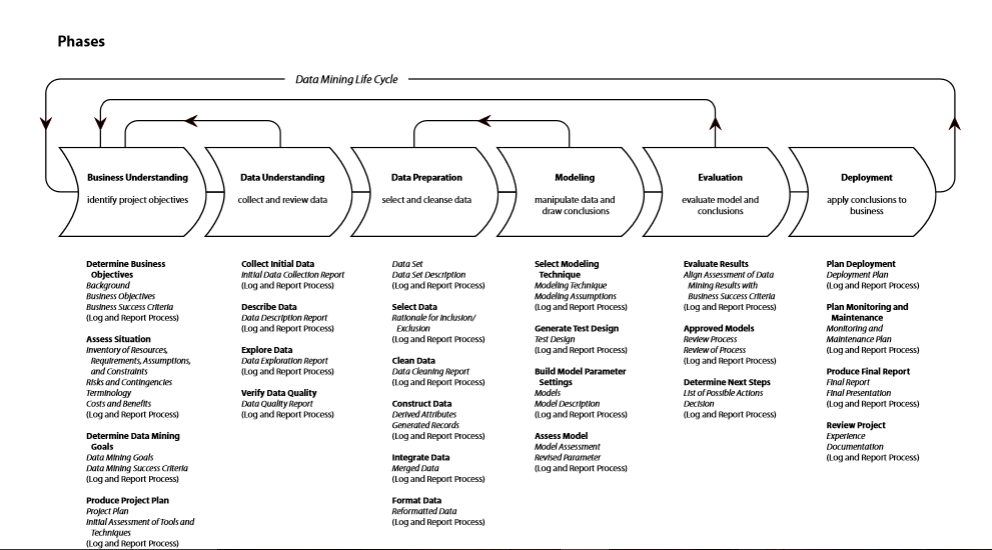 Phases
Data Mining Life Cycle
Business Understanding
identify project objectives
Data Understanding
collect and review data
Data Preparation
select and cleanse data
Modeling
manipulate data and
draw conclusions
Evaluation
evaluate model and
conclusions
Deployment
apply conclusions to
business
Determine Business
Objectives
Background
Business Objectives
Business Success Criteria
(Log and Report Process)
Assess Situation
Inventory of Resources,
Requirements, Assumptions,
and Constraints
Risks and Contingencies
Terminology
Costs and Benefits
(Log and Report Process)
Determine Data Mining
Goals
Data Mining Goals
Data Mining Success Criteria
(Log and Report Process)
Produce Project Plan
Project Plan
Initial Assessment of Tools and
Techniques
(Log and Report Process)
Collect Initial Data
Initial Data Collection Report
(Log and Report Process)
Describe Data
Data Description Report
(Log and Report Process)
Explore Data
Data Exploration Report
(Log and Report Process)
Verify Data Quality
Data Quality Report
(Log and Report Process)
Data Set
Data Set Description
(Log and Report Process)
Select Data
Rationale for Inclusion/
Exclusion
(Log and Report Process)
Clean Data
Data Cleaning Report
(Log and Report Process)
Construct Data
Derived Attributes
Generated Records
(Log and Report Process)
Integrate Data
Merged Data
(Log and Report Process)
Format Data
Reformatted Data
(Log and Report Process)
Select Modeling
Technique
Modeling Technique
Modeling Assumptions
(Log and Report Process)
Generate Test Design
Test Design
(Log and Report Process)
Build Model Parameter
Settings
Models
Model Description
(Log and Report Process)
Assess Model
Model Assessment
Revised Parameter
(Log and Report Process)
Evaluate Results
Align Assessment of Data
Mining Results with
Business Success Criteria
(Log and Report Process)
Approved Models
Review Process
Review of Process
(Log and Report Process)
Determine Next Steps
List of Possible Actions
Decision
(Log and Report Process)
Plan Deployment
Deployment Plan
(Log and Report Process)
Plan Monitoring and
Maintenance
Monitoring and
Maintenance Plan
(Log and Report Process)
Produce Final Report
Final Report
Final Presentation
(Log and Report Process)
Review Project
Experience
Documentation
(Log and Report Process)